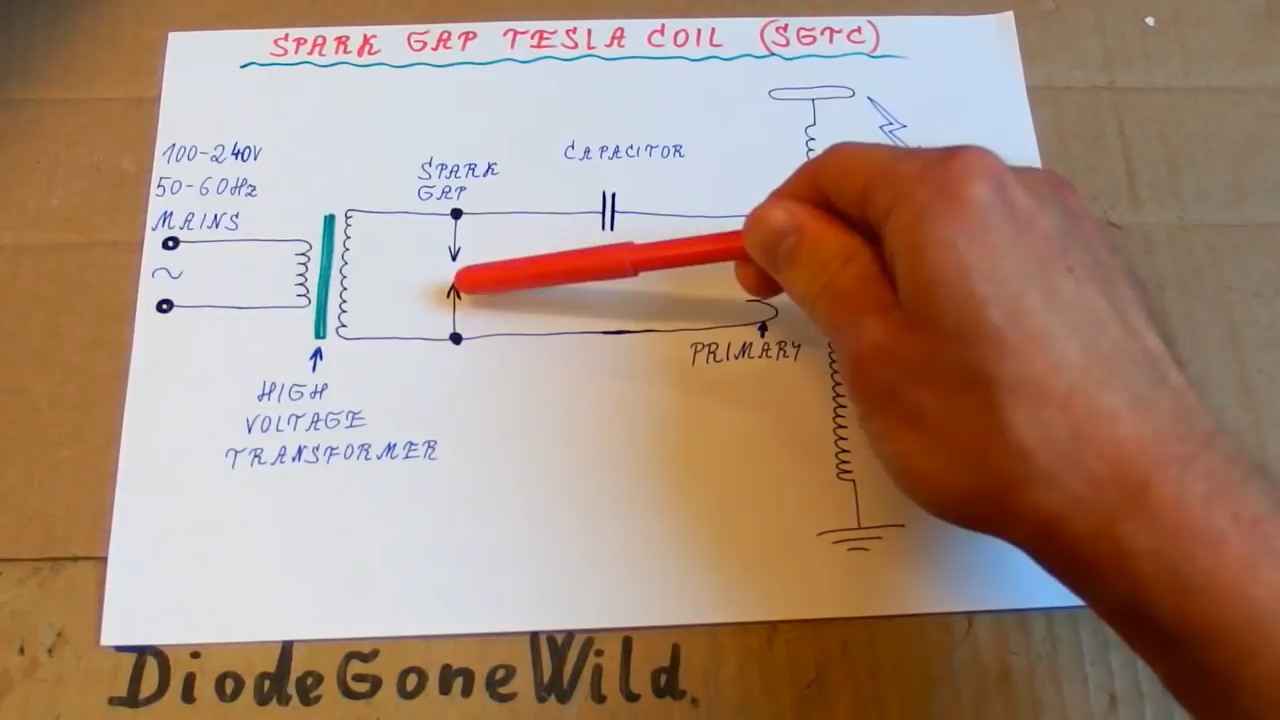 SPARK GAP TESLA COIL (SGTC)
100-240V
50-60Hz
MAINS
~
SPARK
GAP
CAPACITOR
PRIMARY
HIGH
VOLTAGE
TRANSFORMER
DiodeGoneWild.